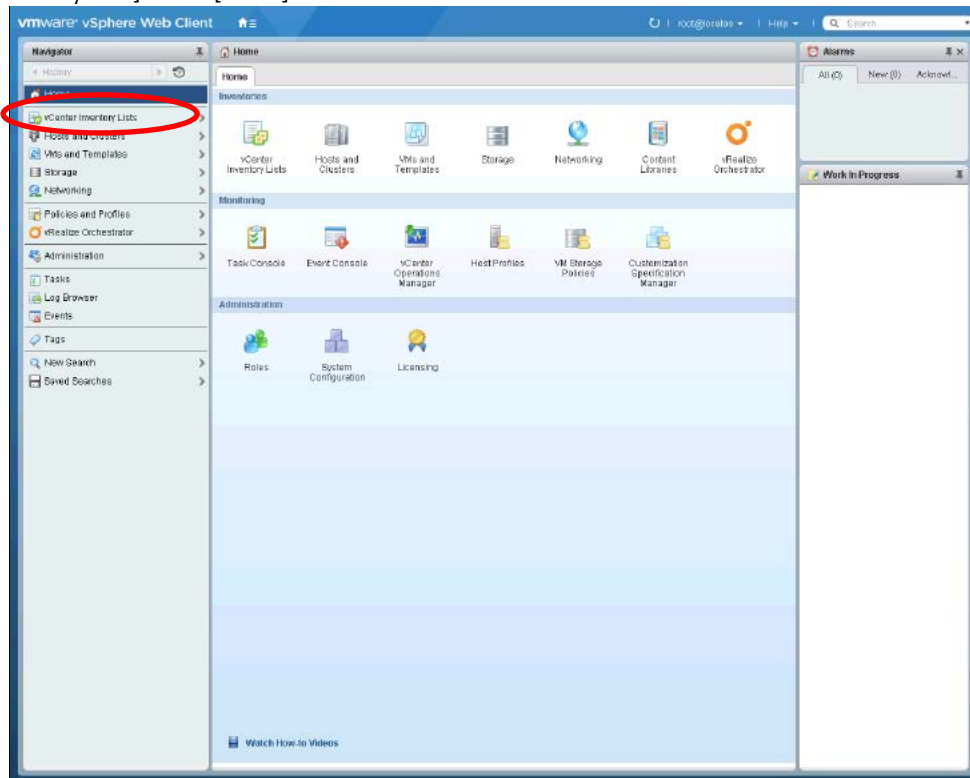 vmware® vSphere Web Client
root@loralos
Help
Search
Navigator
History
Home
vCenter Inventory Lists
Hosts and Clusters
VMs and Templates
Storage
Networking
Policies and Profiles
vRealize Orchestrator
Administration
Tasks
Log Browser
Events
Tags
New Search
Saved Searches
Home
Home
Inventories
vCenter
Inventory Lists
Hosts and
Clusters
VMs and
Templates
Storage
Networking
Content
Libraries
vRealize
Orchestrator
Monitoring
Task Console
Event Console
vCenter
Operations
Manager
Host Profiles
VM Storage
Policies
Customization
Specification
Manager
Administration
Roles
System
Configuration
Licensing
Watch How-to Videos
Alarms
All (0)
New (0)
Acknowl...
Work In Progress